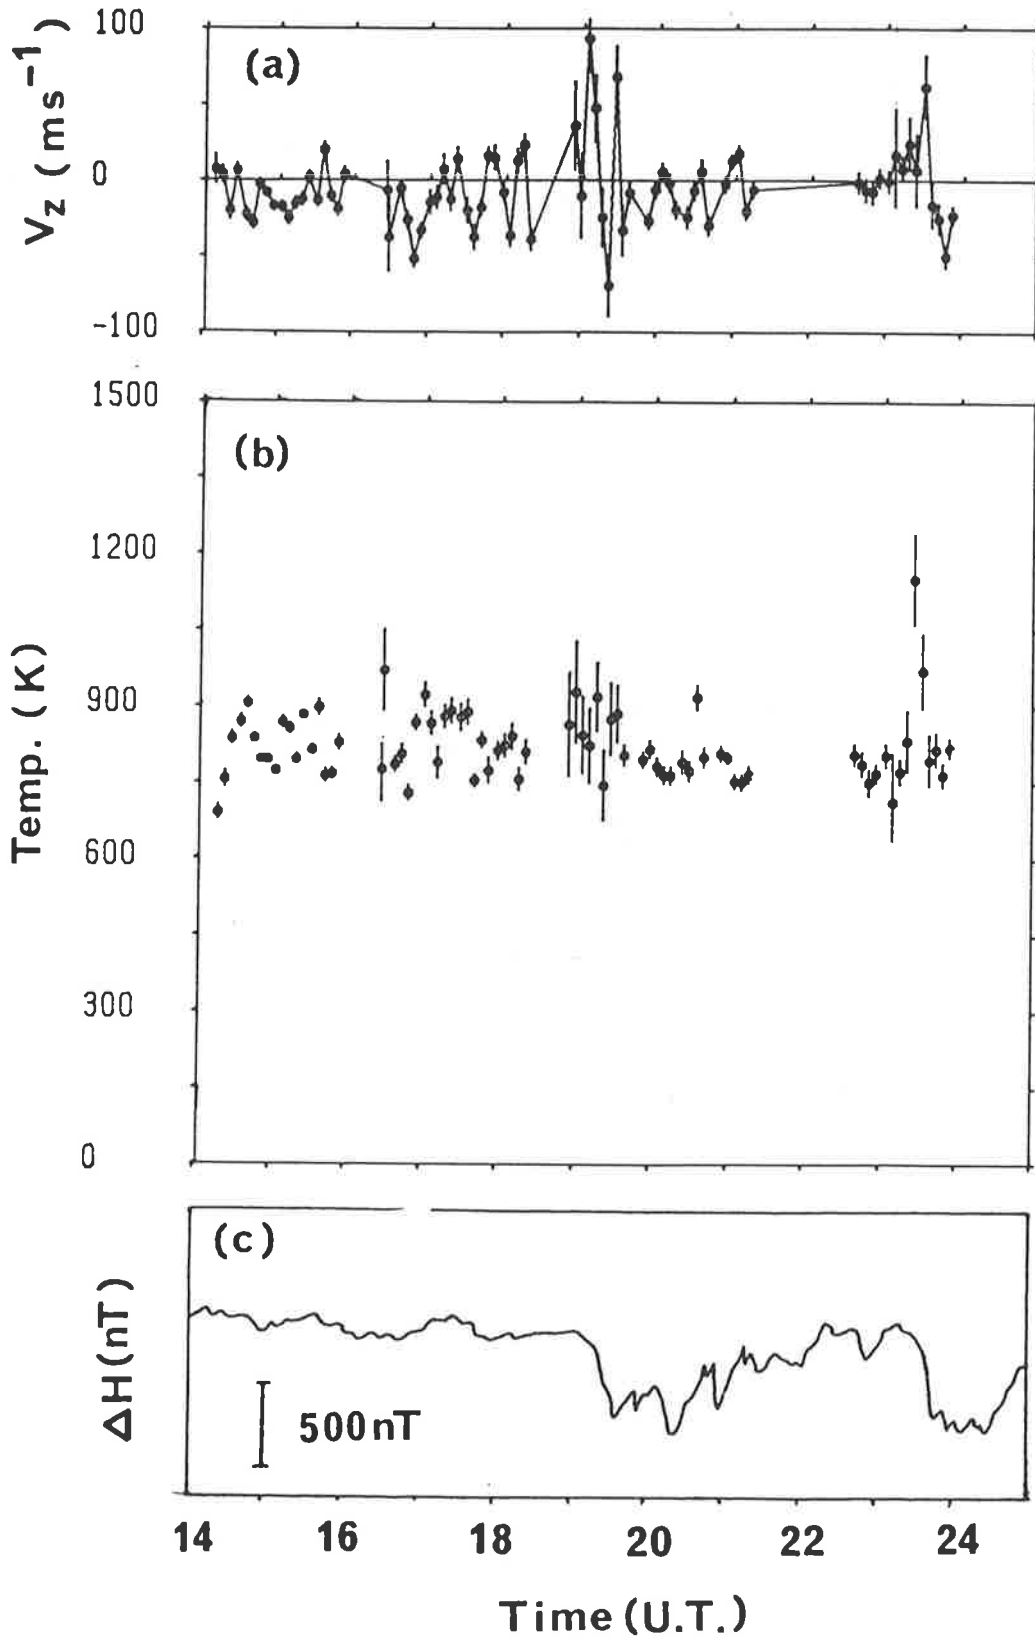 100
(a)
Vz (ms-1)
0
-100
1500
(b)
1200
Temp. (K)
900
600
300
0
(c)
ΔH(nT)
500nT
14 16 18 20 22 24
Time (U.T.)